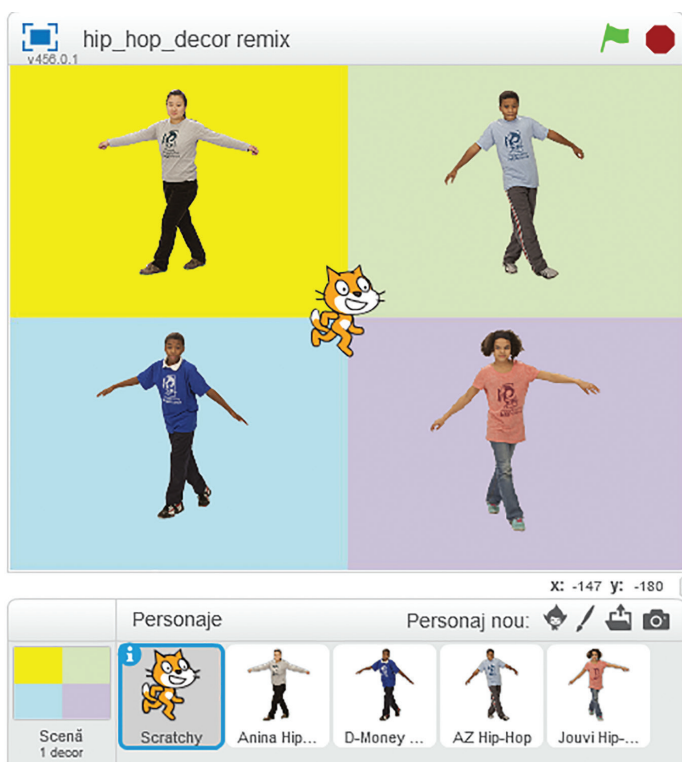 hip_hop_decor remix
v456.0.1
X: -147 y: -180
Personaje
Personaj nou:
Scenă
1 decor
Scratchy
Anina Hip...
D-Money ...
AZ Hip-Hop
Jouvi Hip-...